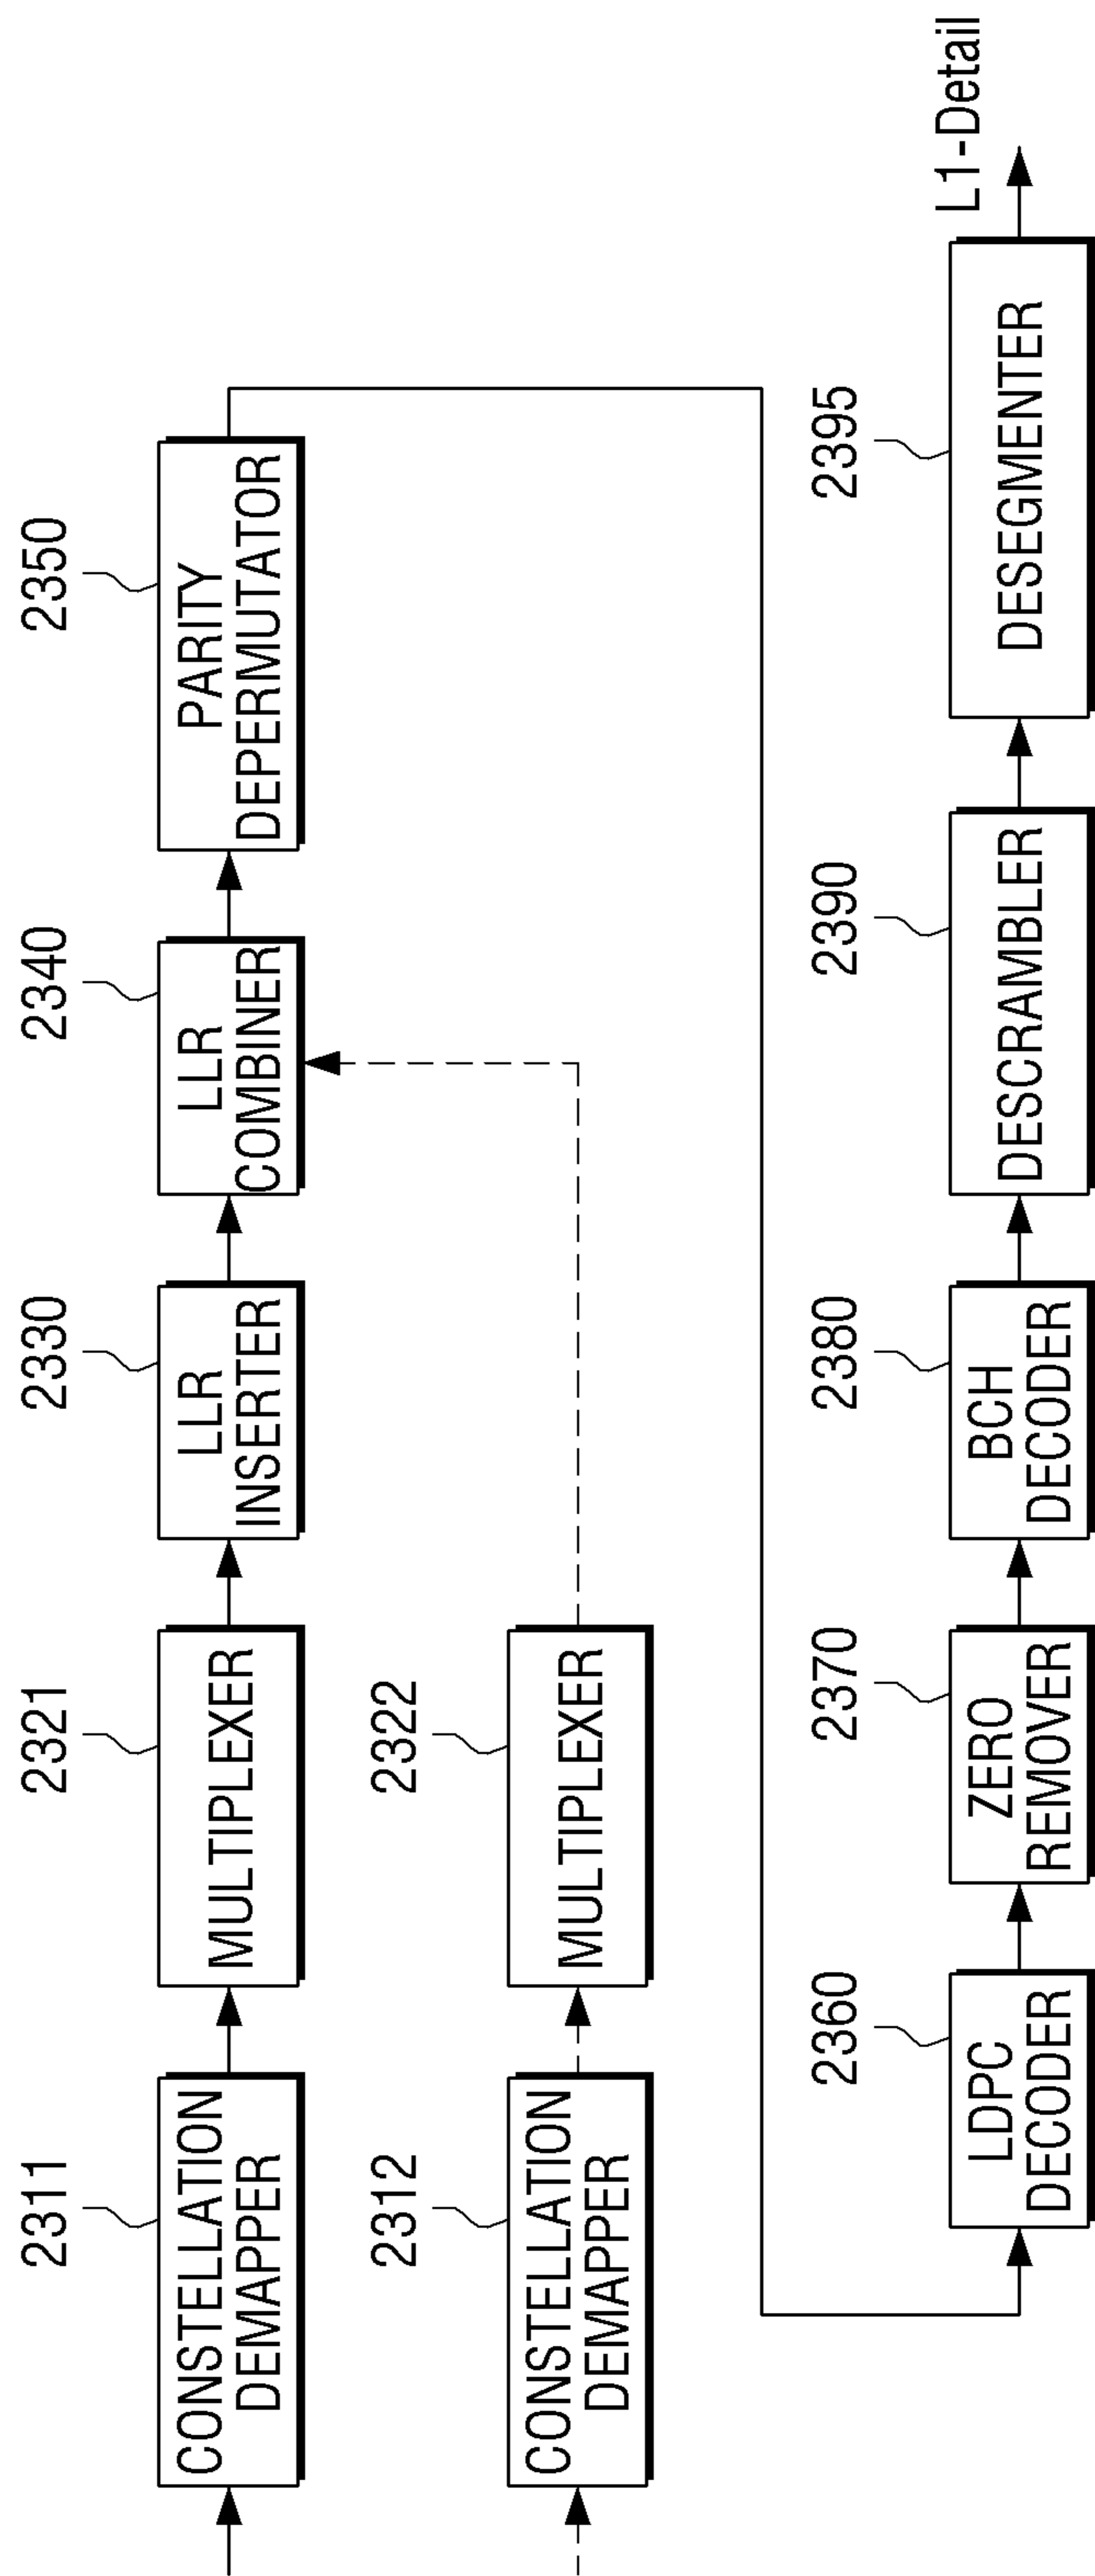 2311
2321
2330
2340
2350
CONSTELLATION
DEMAPPER
MULTIPLEXER
LLR
INSERTER
LLR
COMBINER
PARITY
DEPERMUTATOR
2312
2322
CONSTELLATION
DEMAPPER
MULTIPLEXER
2360
2370
2380
2390
2395
LDPC
DECODER
ZERO
REMOVER
BCH
DECODER
DESCRAMBLER
DESEGMENTER
L1-Detail